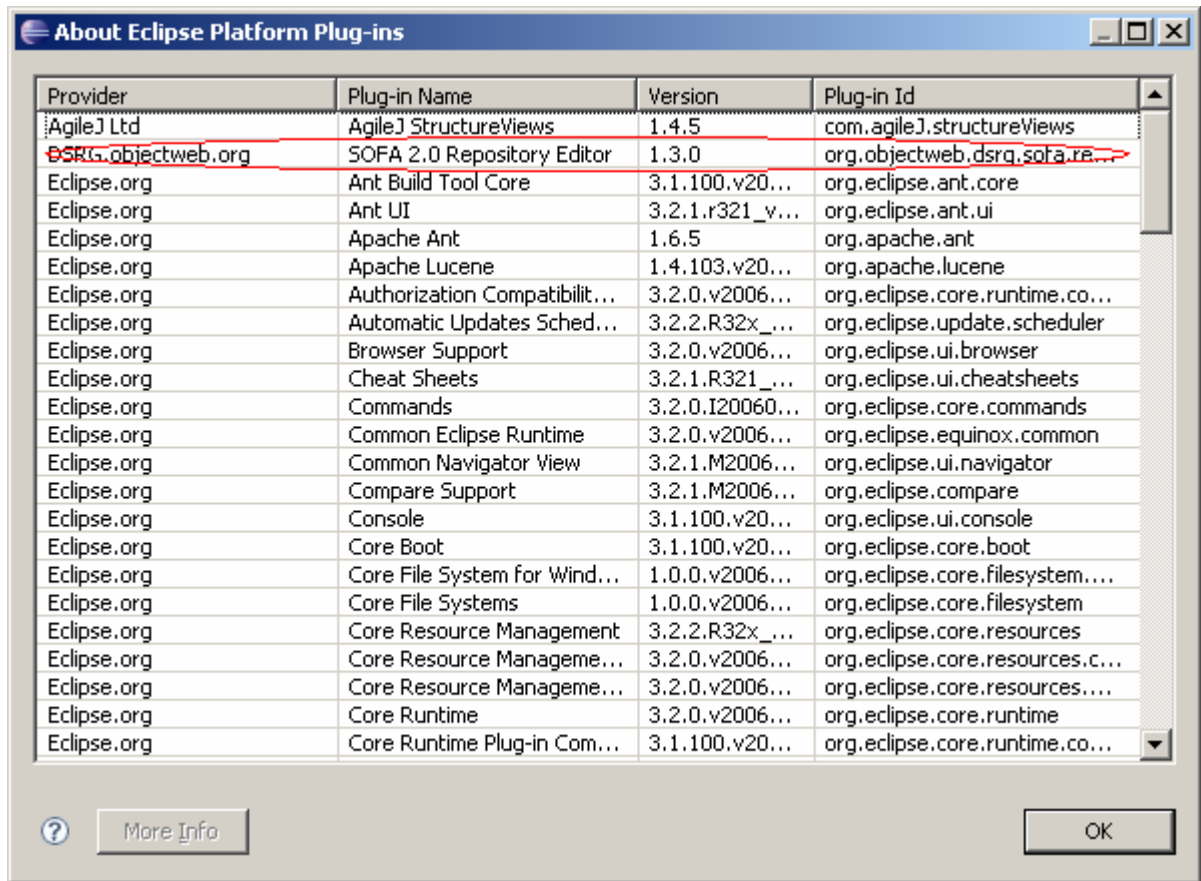 About Eclipse Platform Plug-ins
Provider Plug-in Name Version Plug-in Id
AgileJ Ltd AgileJ StructureViews 1.4.5 com.agileJ.structureViews
DSRG.objectweb.org SOFA 2.0 Repository Editor 1.3.0 org.objectweb.dsrg.sofa.re...
Eclipse.org Ant Build Tool Core 3.1.100.v20... org.eclipse.ant.core
Eclipse.org Ant UI 3.2.1.r321_v... org.eclipse.ant.ui
Eclipse.org Apache Ant 1.6.5 org.apache.ant
Eclipse.org Apache Lucene 1.4.103.v20... org.apache.lucene
Eclipse.org Authorization Compatibilit... 3.2.0.v2006... org.eclipse.core.runtime.co...
Eclipse.org Automatic Updates Sched... 3.2.2.R32x_... org.eclipse.update.scheduler
Eclipse.org Browser Support 3.2.0.v2006... org.eclipse.ui.browser
Eclipse.org Cheat Sheets 3.2.1.R321_... org.eclipse.ui.cheatsheets
Eclipse.org Commands 3.2.0.I20060... org.eclipse.core.commands
Eclipse.org Common Eclipse Runtime 3.2.0.v2006... org.eclipse.equinox.common
Eclipse.org Common Navigator View 3.2.1.M2006... org.eclipse.ui.navigator
Eclipse.org Compare Support 3.2.1.M2006... org.eclipse.compare
Eclipse.org Console 3.1.100.v20... org.eclipse.ui.console
Eclipse.org Core Boot 3.1.100.v20... org.eclipse.core.boot
Eclipse.org Core File System for Wind... 1.0.0.v2006... org.eclipse.core.filesystem....
Eclipse.org Core File Systems 1.0.0.v2006... org.eclipse.core.filesystem
Eclipse.org Core Resource Management 3.2.2.R32x_... org.eclipse.core.resources
Eclipse.org Core Resource Manageme... 3.2.0.v2006... org.eclipse.core.resources.c...
Eclipse.org Core Resource Manageme... 3.2.0.v2006... org.eclipse.core.resources....
Eclipse.org Core Runtime 3.2.0.v2006... org.eclipse.core.runtime
Eclipse.org Core Runtime Plug-in Com... 3.1.100.v20... org.eclipse.core.runtime.co...
? More Info OK